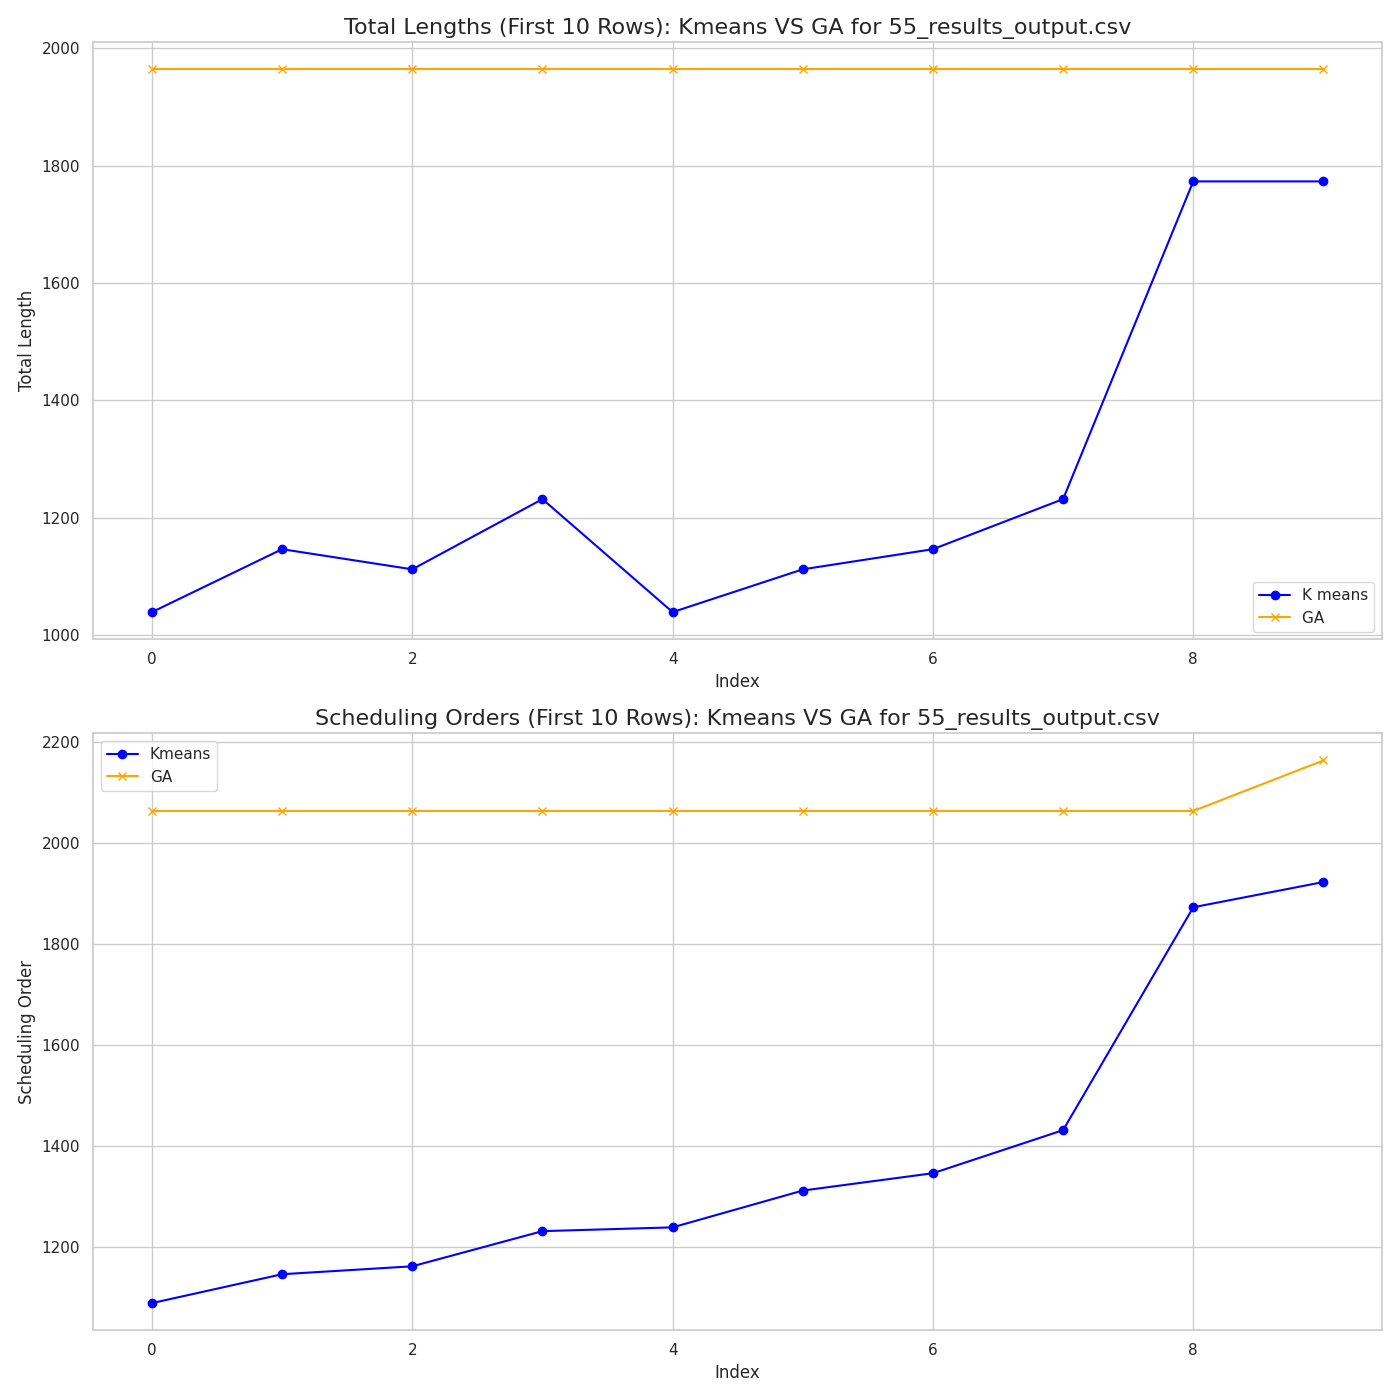 Total Lengths (First 10 Rows): Kmeans VS GA for 55_results_output.csv
2000
1800
1600
1400
1200
1000
Total Length
K means
GA
0 2 4 6 8
Index
Scheduling Orders (First 10 Rows): Kmeans VS GA for 55_results_output.csv
Kmeans
GA
2200
2000
1800
1600
1400
1200
Scheduling Order
0 2 4 6 8
Index